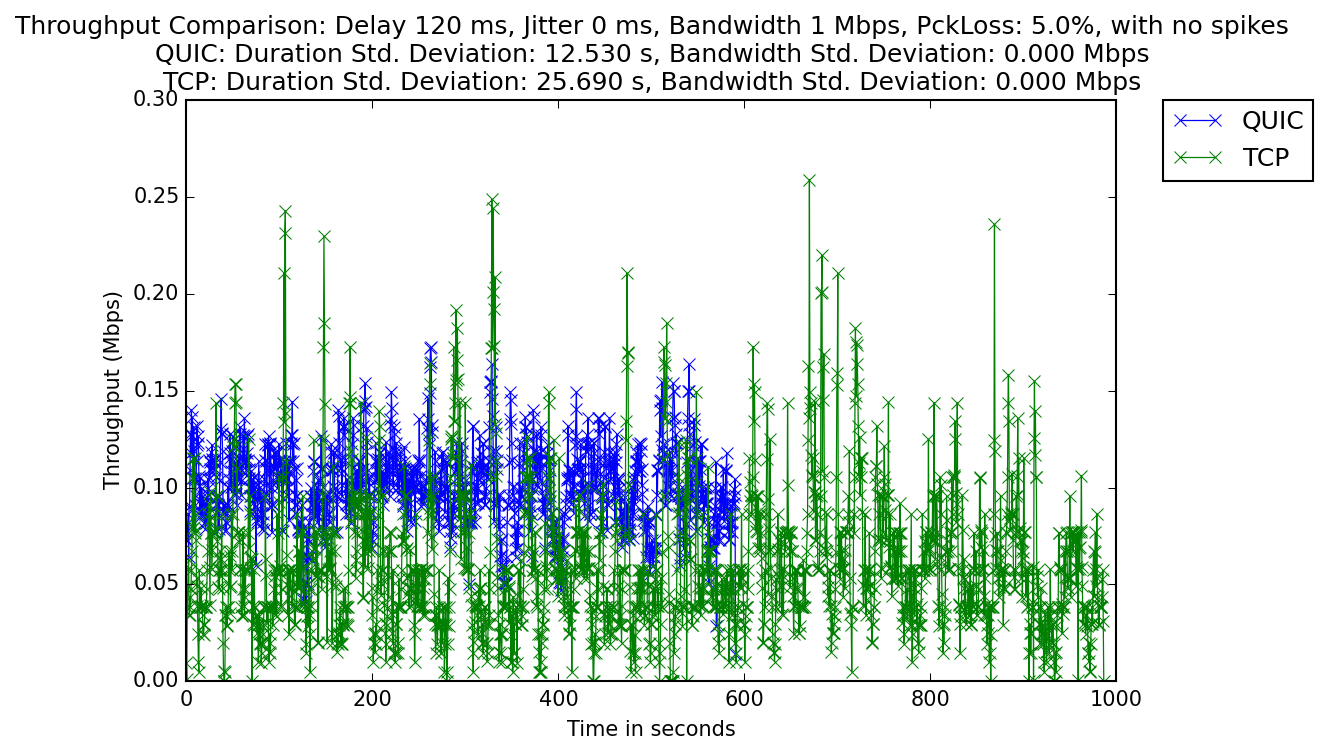 Throughput Comparison: Delay 120 ms, Jitter 0 ms, Bandwidth 1 Mbps, PckLoss: 5.0%, with no spikes
QUIC: Duration Std. Deviation: 12.530 s, Bandwidth Std. Deviation: 0.000 Mbps
TCP: Duration Std. Deviation: 25.690 s, Bandwidth Std. Deviation: 0.000 Mbps
0.30
0.25
0.20
0.15
0.10
0.05
0.00
Throughput (Mbps)
0 200 400 600 800 1000
Time in seconds
QUIC
TCP